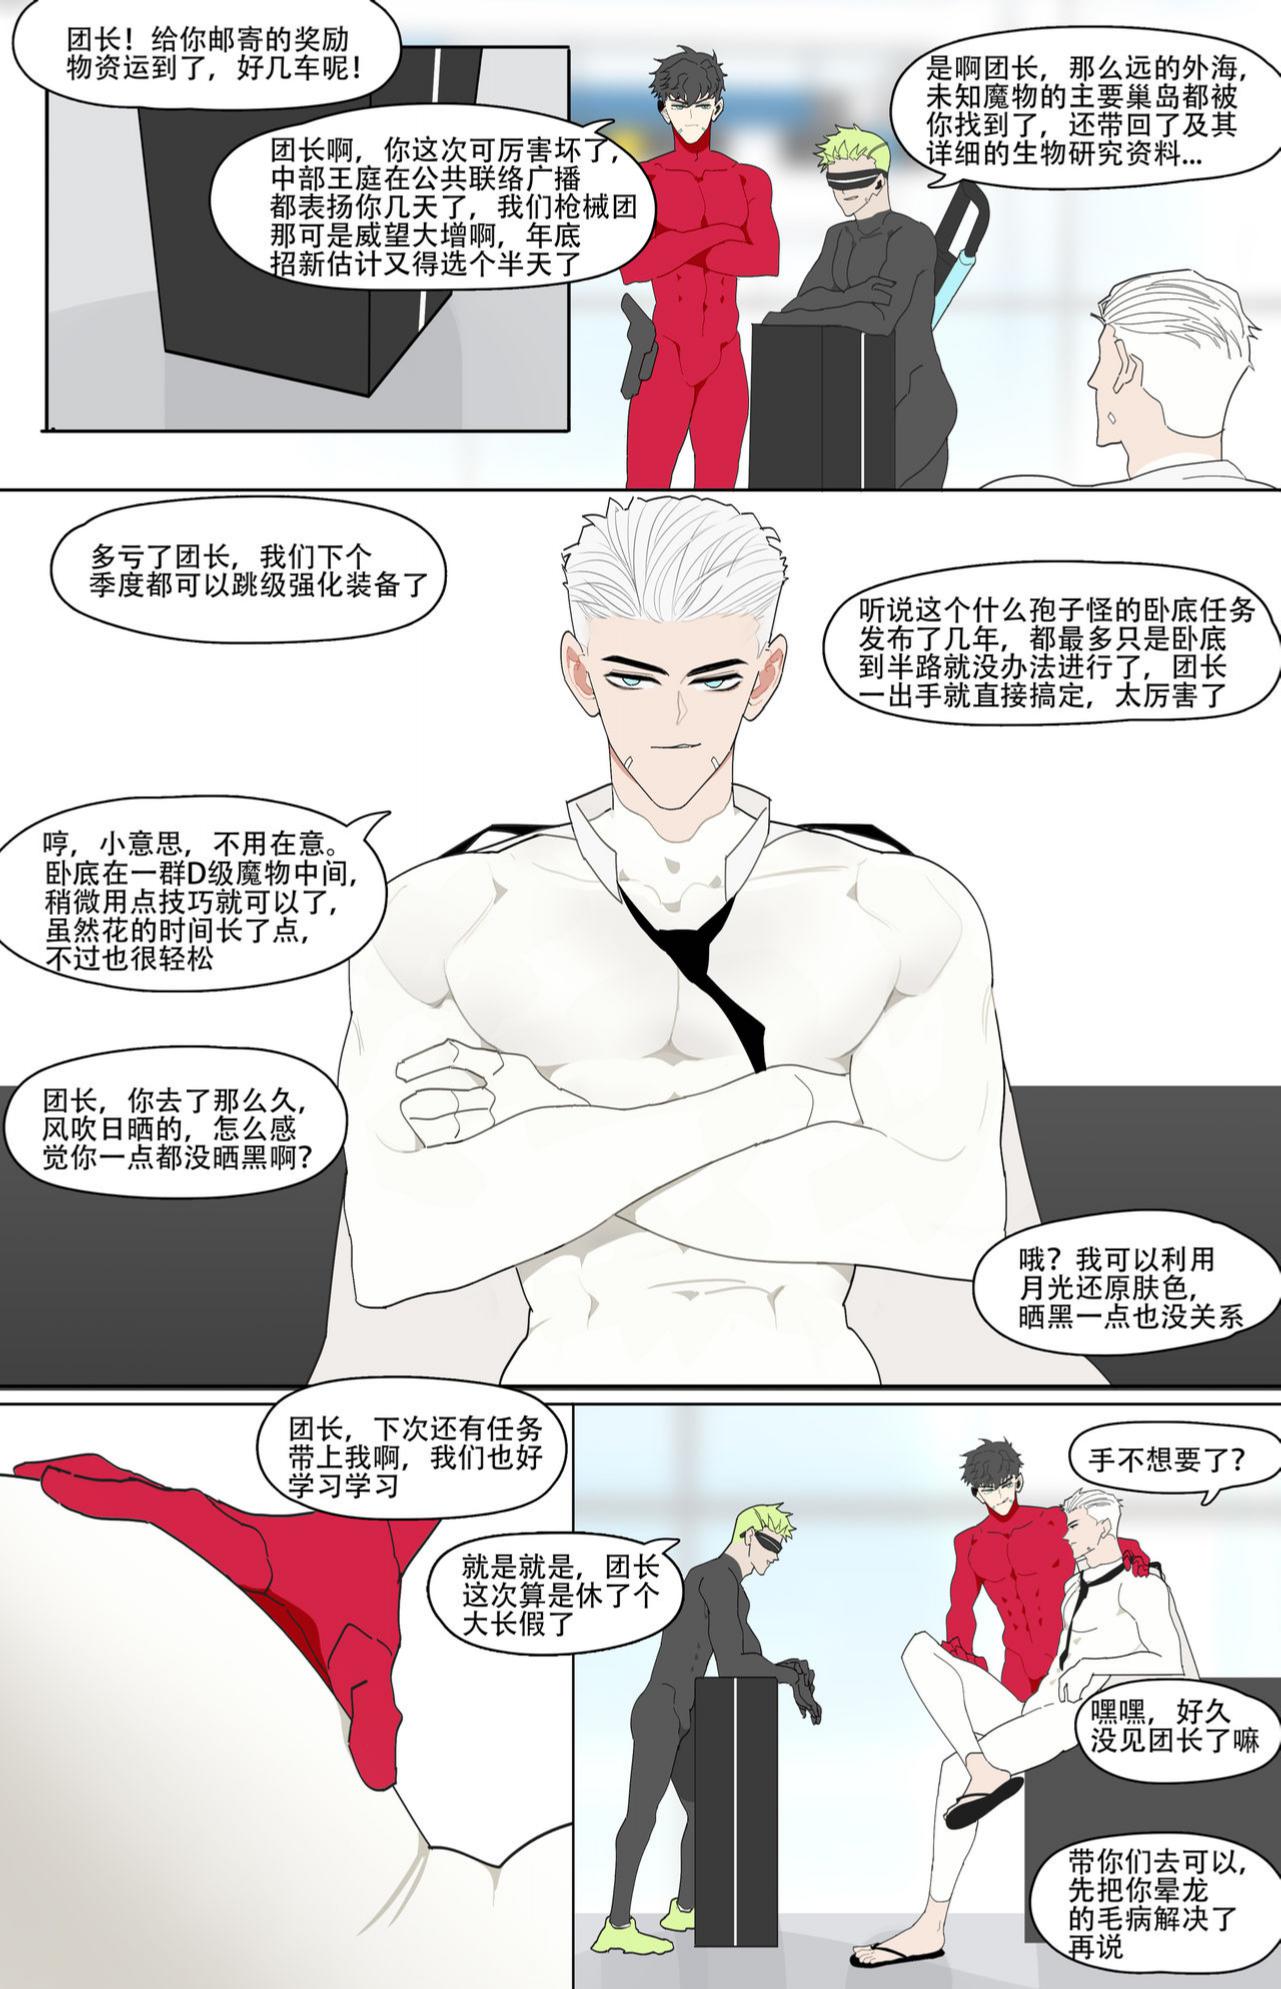 团长！给你邮寄的奖励
物资运到了，好几车呢！
团长啊，你这次可厉害坏了，
中部王庭在公共联络广播
都表扬你几天了，我们枪械团
那可是威望大增啊，年底
招新估计又得选个半天了
是啊团长，那么远的外海，
未知魔物的主要巢岛都被
你找到了，还带回了及其
详细的生物研究资料...
多亏了团长，我们下个
季度都可以跳级强化装备了
听说这个什么孢子怪的卧底任务
发布了几年，都最多只是卧底
到半路就没办法进行了，团长
一出手就直接搞定，太厉害了
哼，小意思，不用在意。
卧底在一群D级魔物中间，
稍微用点技巧就可以了，
虽然花的时间长了点，
不过也很轻松
团长，你去了那么久，
风吹日晒的，怎么感
觉你一点都没晒黑啊？
哦？我可以利用
月光还原肤色，
晒黑一点也没关系
团长，下次还有任务
带上我啊，我们也好
学习学习
就是就是，团长
这次算是休了个
大长假了
手不想要了？
嘿嘿，好久
没见团长了嘛
带你们去可以，
先把你晕龙
的毛病解决了
再说